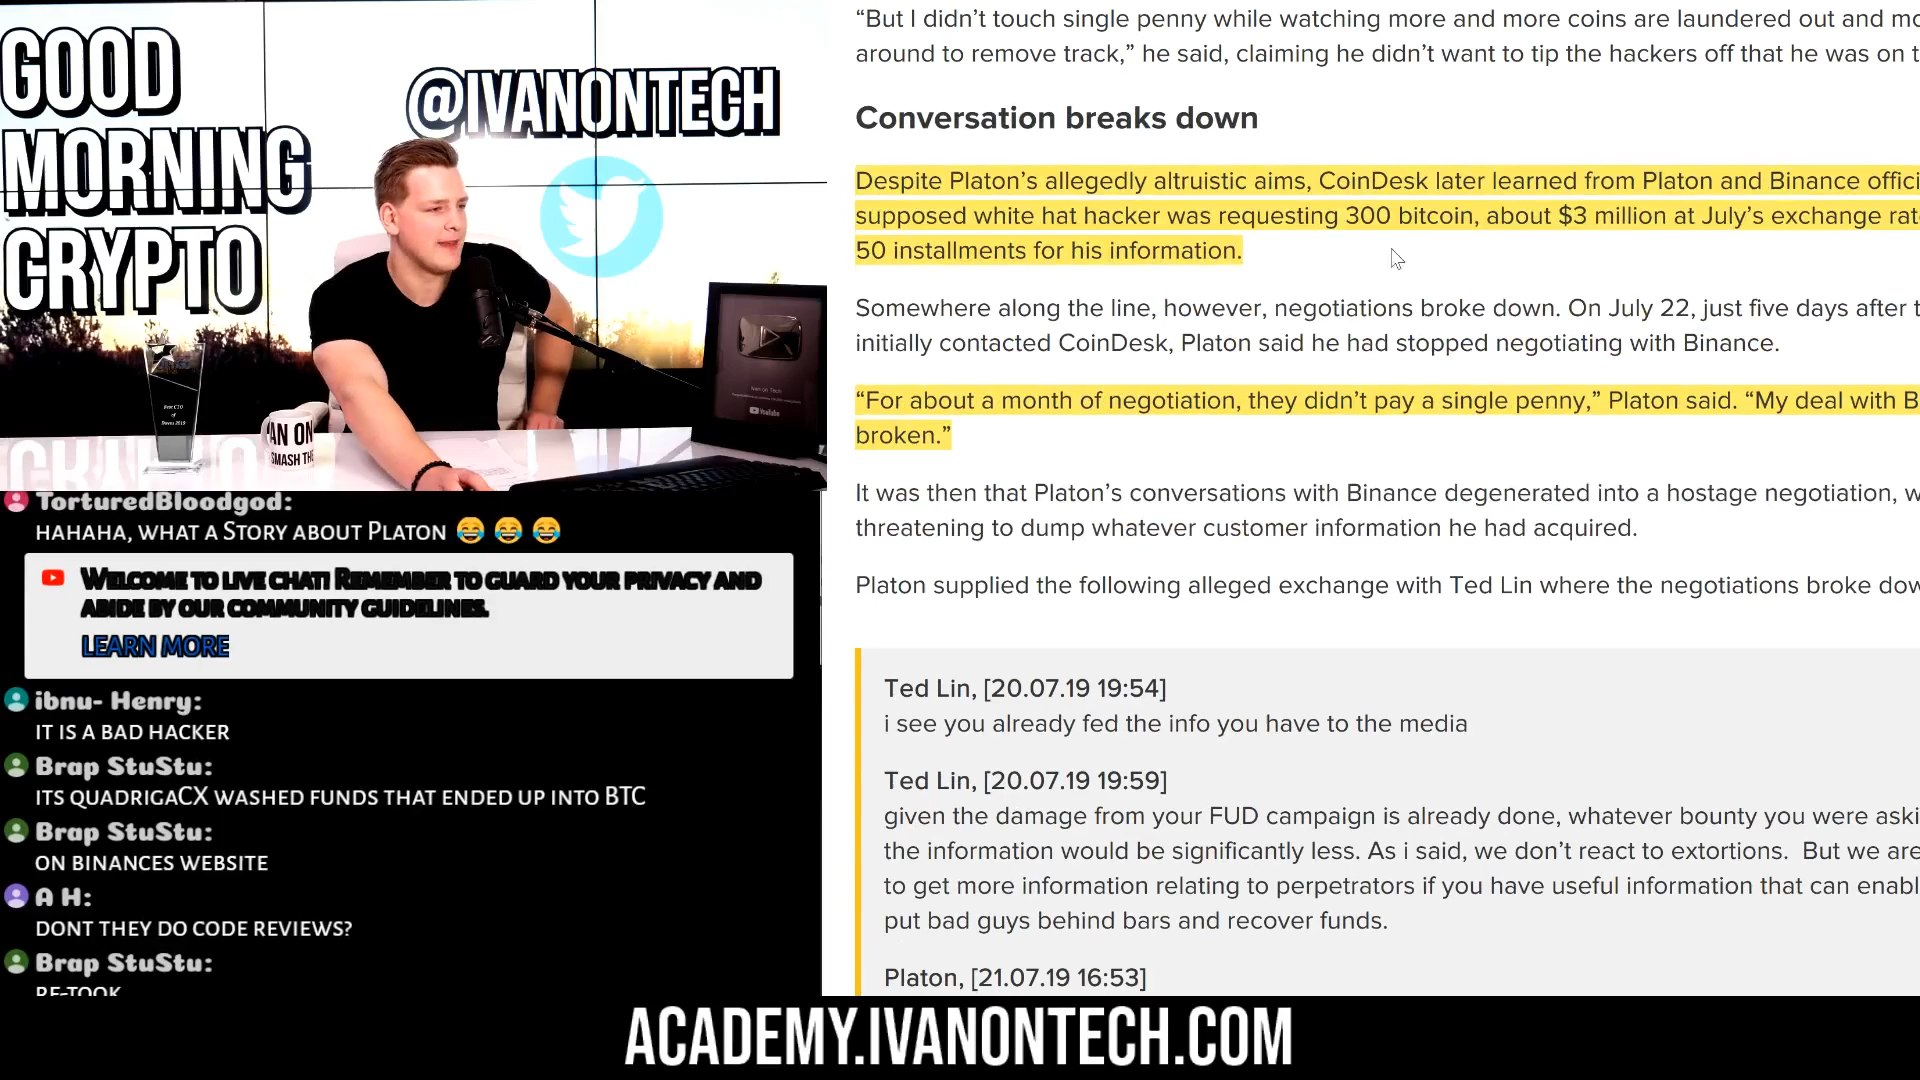 GOOD
MORNING
CRYPTO
@IVANONTECH
Best CTO
of
Davos 2019
AN ON
SMASH THE
Ivan on Tech
YouTube
TorturedBloodgod:
HAHAHA, WHAT A STORY ABOUT PLATON 😂 😂 😂
WELCOME TO LIVE CHAT! REMEMBER TO GUARD YOUR PRIVACY AND
ABIDE BY OUR COMMUNITY GUIDELINES.
LEARN MORE
ibnu- Henry:
IT IS A BAD HACKER
Brap StuStu:
ITS QUADRIGACX WASHED FUNDS THAT ENDED UP INTO BTC
Brap StuStu:
ON BINANCES WEBSITE
A H:
DONT THEY DO CODE REVIEWS?
Brap StuStu:
RE-TOOK
“But I didn’t touch single penny while watching more and more coins are laundered out and mo
around to remove track,” he said, claiming he didn’t want to tip the hackers off that he was on t
Conversation breaks down
Despite Platon’s allegedly altruistic aims, CoinDesk later learned from Platon and Binance offici
supposed white hat hacker was requesting 300 bitcoin, about $3 million at July’s exchange rat
50 installments for his information.
Somewhere along the line, however, negotiations broke down. On July 22, just five days after t
initially contacted CoinDesk, Platon said he had stopped negotiating with Binance.
“For about a month of negotiation, they didn’t pay a single penny,” Platon said. “My deal with B
broken.”
It was then that Platon’s conversations with Binance degenerated into a hostage negotiation, w
threatening to dump whatever customer information he had acquired.
Platon supplied the following alleged exchange with Ted Lin where the negotiations broke dow
Ted Lin, [20.07.19 19:54]
i see you already fed the info you have to the media
Ted Lin, [20.07.19 19:59]
given the damage from your FUD campaign is already done, whatever bounty you were aski
the information would be significantly less. As i said, we don’t react to extortions. But we are
to get more information relating to perpetrators if you have useful information that can enabl
put bad guys behind bars and recover funds.
Platon, [21.07.19 16:53]
ACADEMY.IVANONTECH.COM